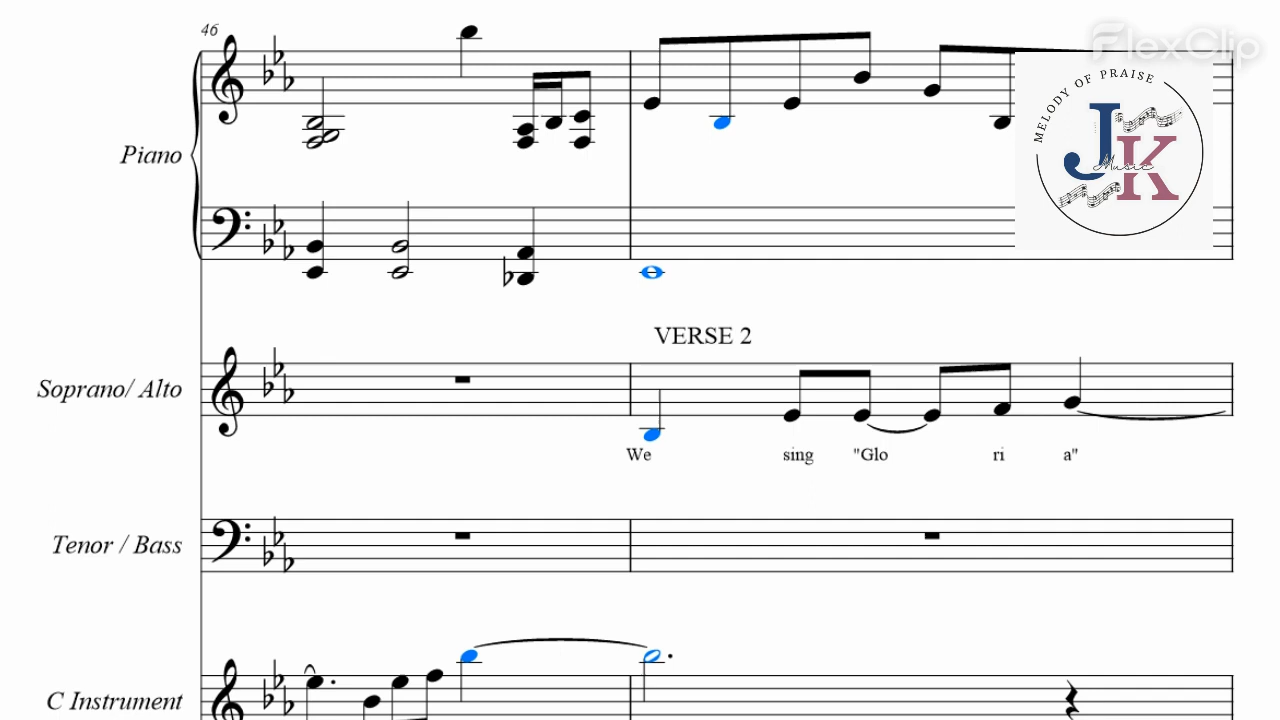 46
FlexClip
MELODY OF PRAISE
JK
Music
Piano
VERSE 2
Soprano/ Alto
We sing "Glo ri a"
Tenor / Bass
C Instrument